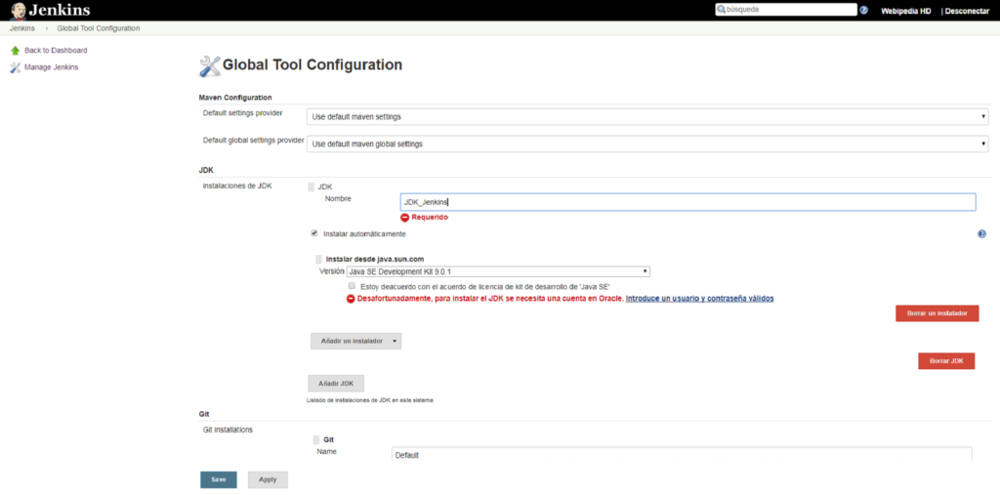 Jenkins
búsqueda
Webipedia HD | Desconectar
Jenkins › Global Tool Configuration
Back to Dashboard
Manage Jenkins
Global Tool Configuration
Maven Configuration
Default settings provider
Use default maven settings
Default global settings provider
Use default maven global settings
JDK
instalaciones de JDK
JDK
Nombre
JDK_Jenkins
Requerido
Instalar automáticamente
Instalar desde java.sun.com
Versión Java SE Development Kit 9.0.1
Estoy deacuerdo con el acuerdo de licencia de kit de desarrollo de 'Java SE'
Desafortunadamente, para instalar el JDK se necesita una cuenta en Oracle. Introduce un usuario y contraseña válidos
Borrar un instalador
Añadir un instalador
Borrar JDK
Añadir JDK
Listado de instalaciones de JDK en este sistema
Git
Git installations
Git
Name
Default
Save
Apply